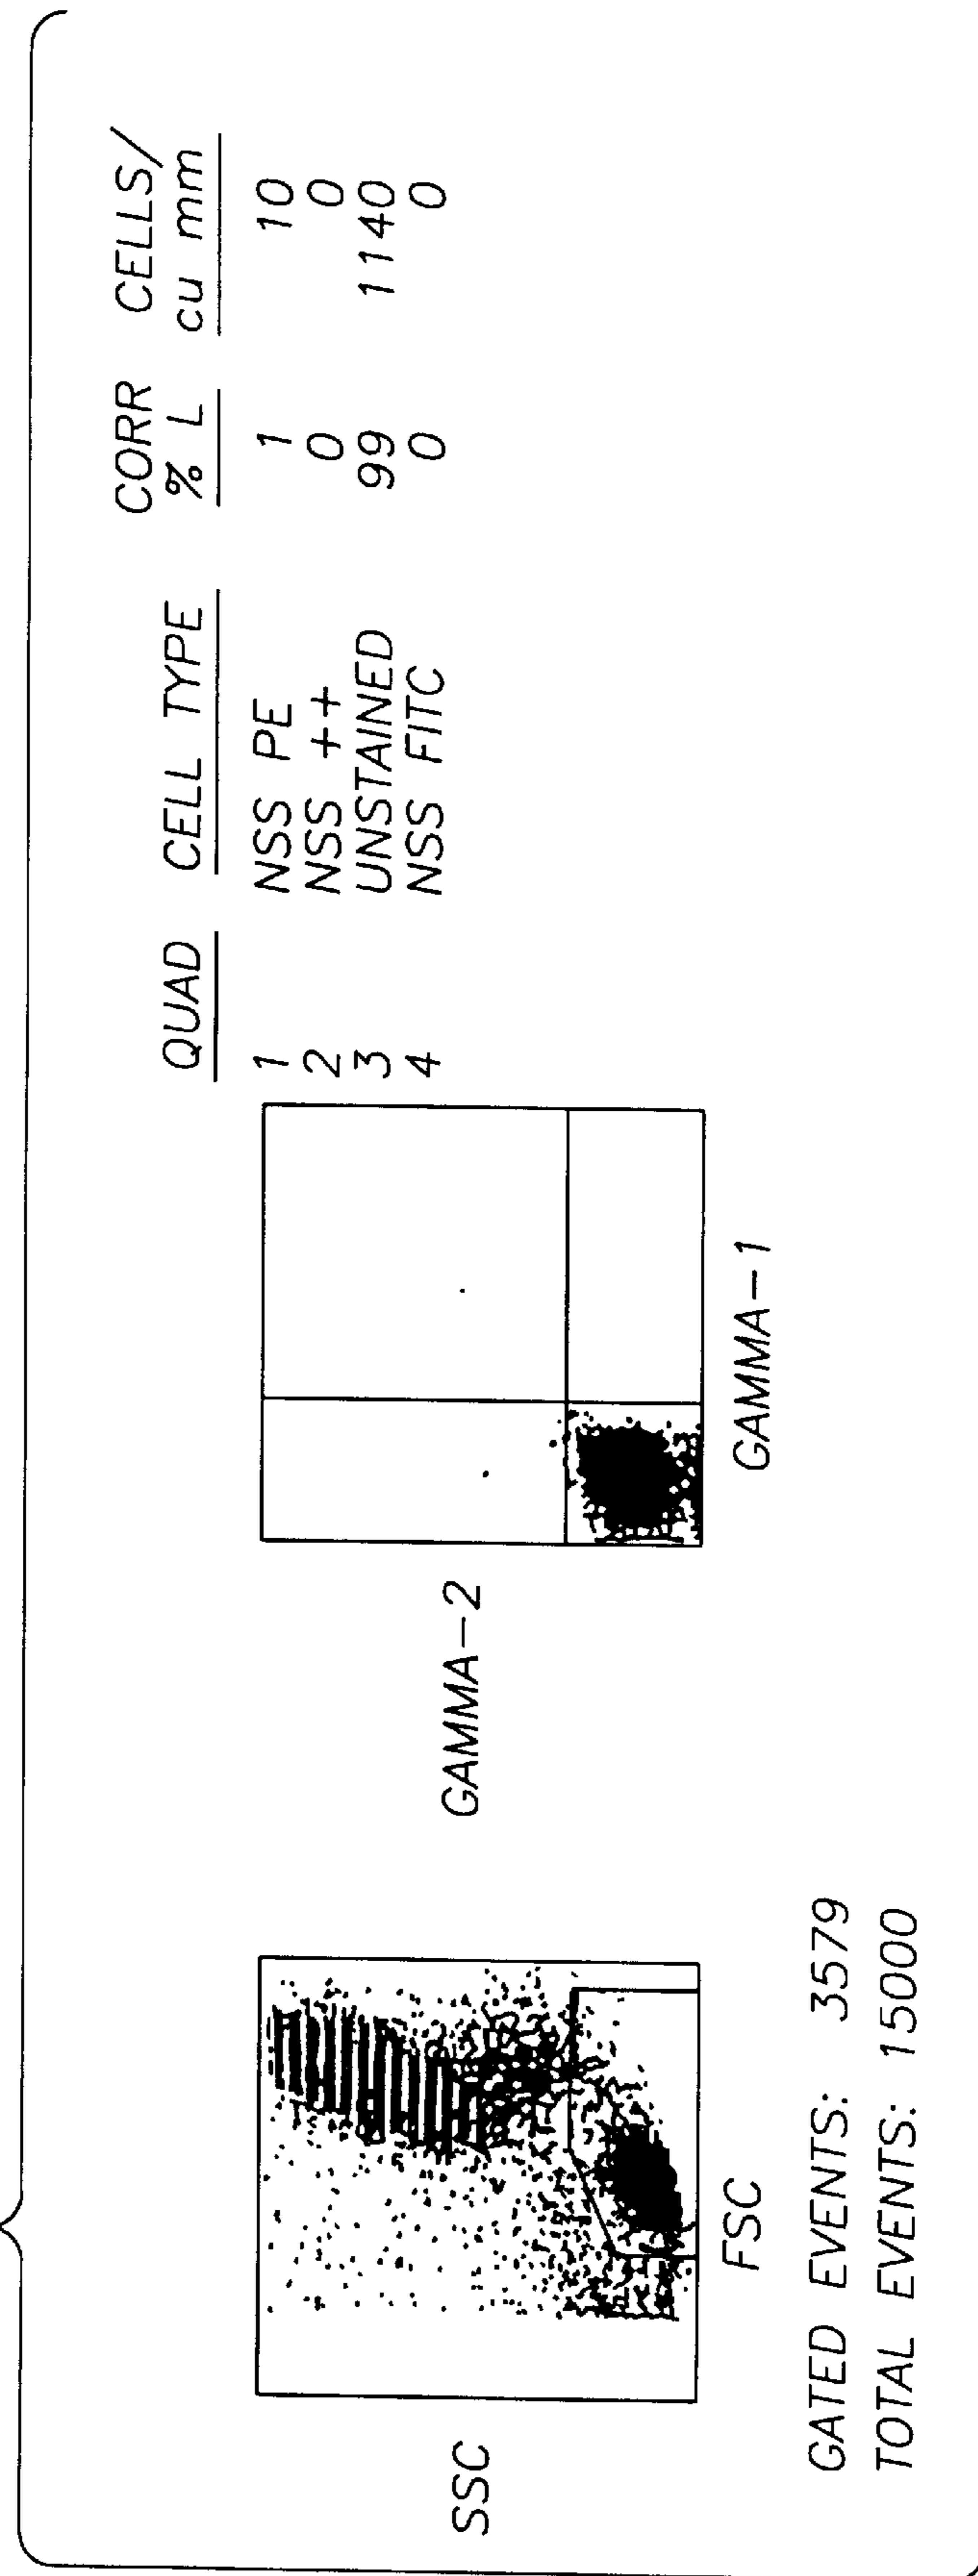 SSC
FSC
GATED EVENTS: 3579
TOTAL EVENTS: 15000
GAMMA-2
GAMMA-1
CORR CELLS/
QUAD CELL TYPE % L cu mm
1 NSS PE 1 10
2 NSS ++ 0 0
3 UNSTAINED 99 1140
4 NSS FITC 0 0